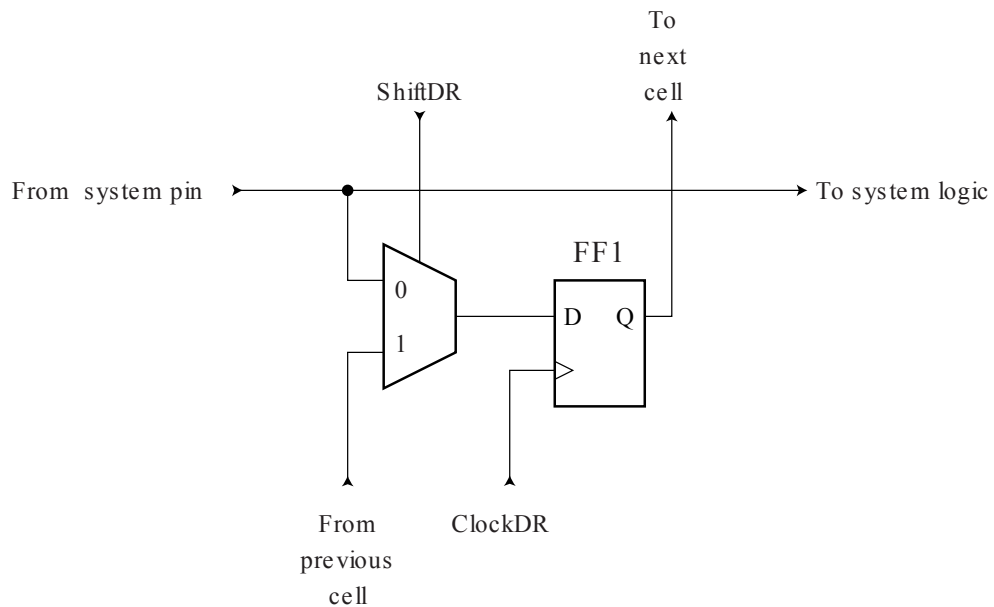 To
next
cell
ShiftDR
From system pin
To system logic
FF1
0
D Q
1
From
previous
cell
ClockDR